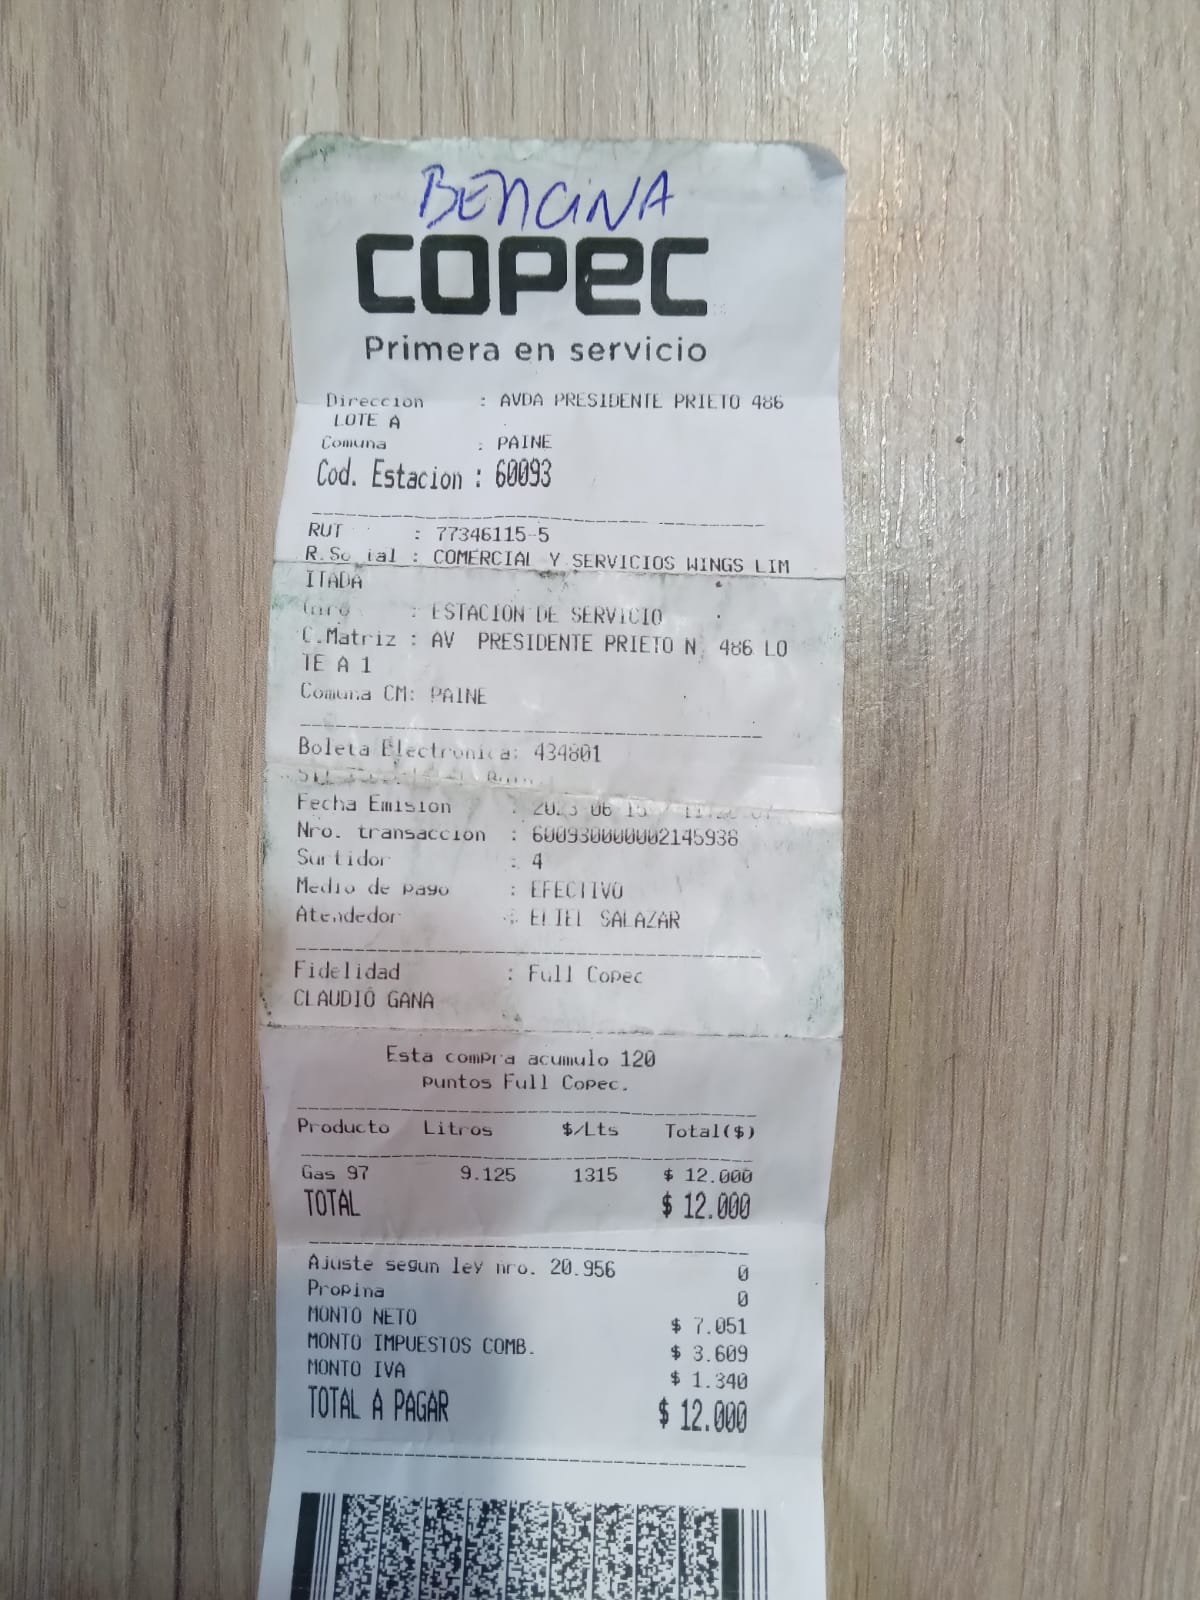 BENCINA
copec
Primera en servicio
Direccion : AVDA PRESIDENTE PRIETO 486
LOTE A
Comuna : PAINE
Cod. Estacion : 60093
RUT : 77346115-5
R.Social : COMERCIAL Y SERVICIOS WINGS LIM
ITADA
Giro : ESTACION DE SERVICIO
C.Matriz : AV PRESIDENTE PRIETO N 486 LO
TE A 1
Comuna CM: PAINE
Boleta Electronica: 434801
Fecha Emision :
Nro. transaccion : 6009300000002145938
Surtidor : 4
Medio de pago : EFECTIVO
Atendedor : SALAZAR
Fidelidad : Full Copec
CLAUDIO GANA
Esta compra acumulo 120
puntos Full Copec.
Producto Litros $/Lts Total($)
Gas 97 9.125 1315 $ 12.000
TOTAL $ 12.000
Ajuste segun ley nro. 20.956 0
Propina 0
MONTO NETO $ 7.051
MONTO IMPUESTOS COMB. $ 3.609
MONTO IVA $ 1.340
TOTAL A PAGAR $ 12.000